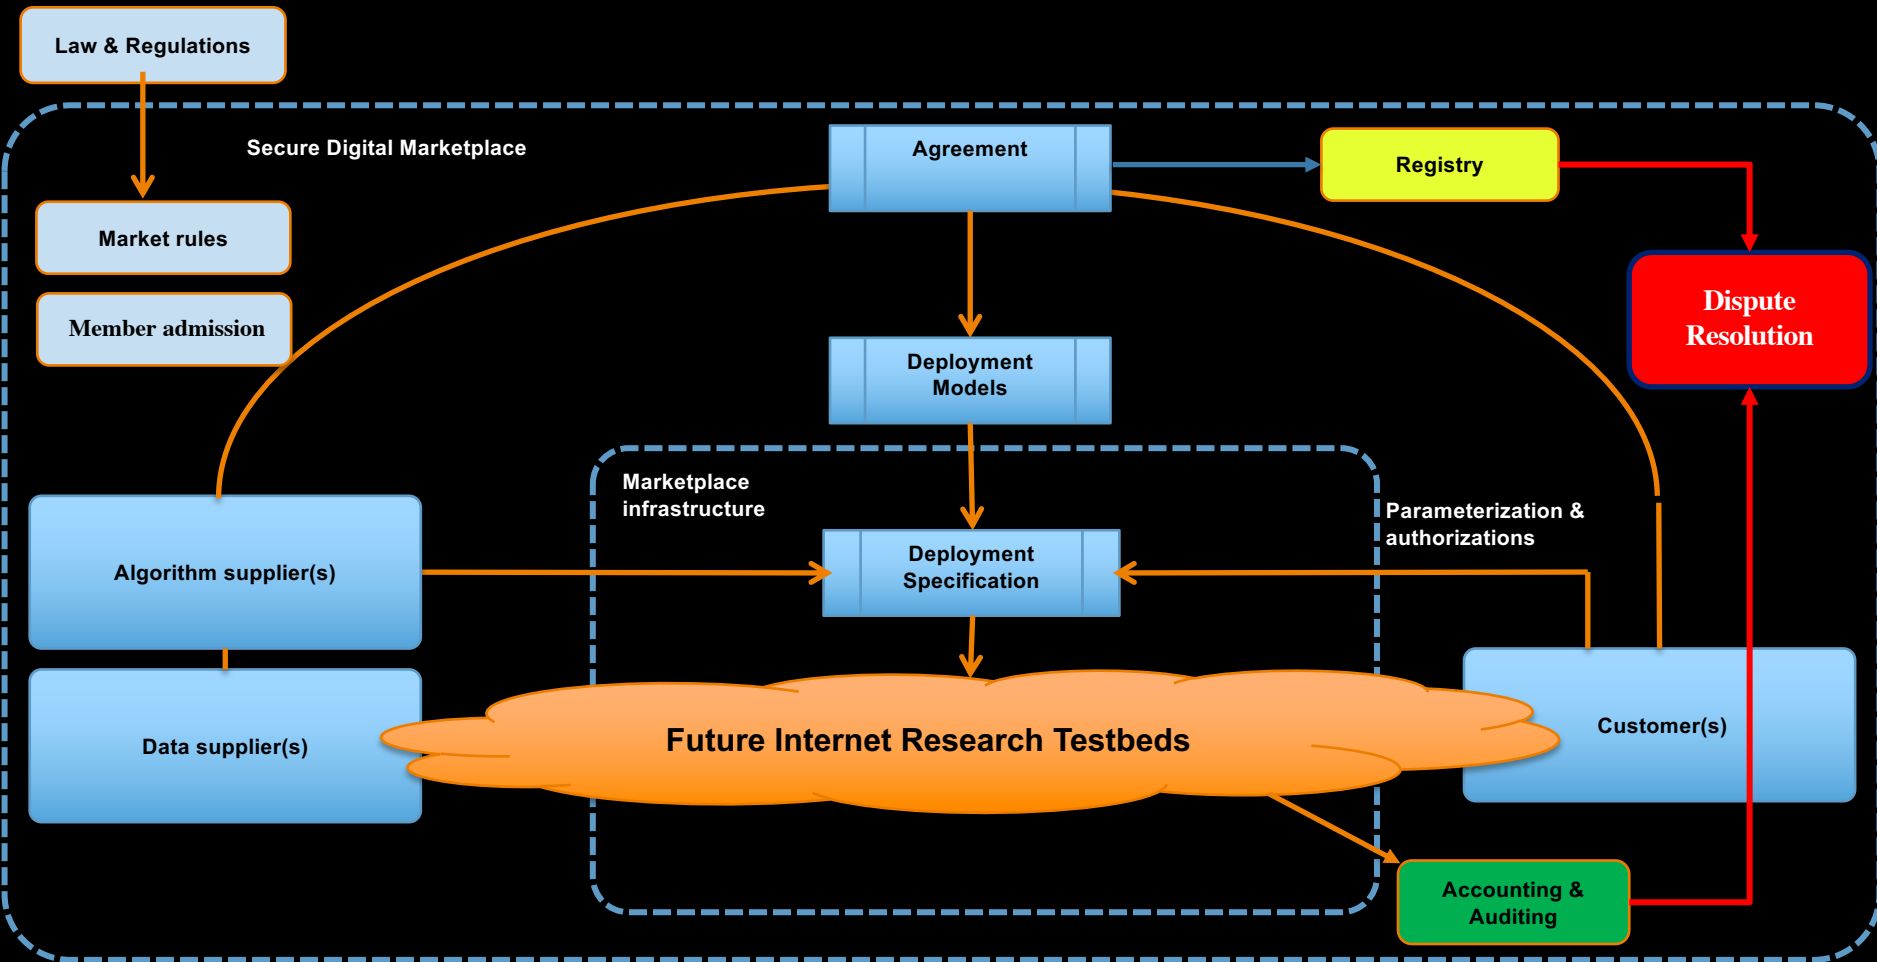 Law & Regulations
Secure Digital Marketplace
Agreement
Registry
Market rules
Member admission
Dispute
Resolution
Deployment
Models
Marketplace
infrastructure
Parameterization &
authorizations
Algorithm supplier(s)
Deployment
Specification
Data supplier(s)
Future Internet Research Testbeds
Customer(s)
Accounting &
Auditing